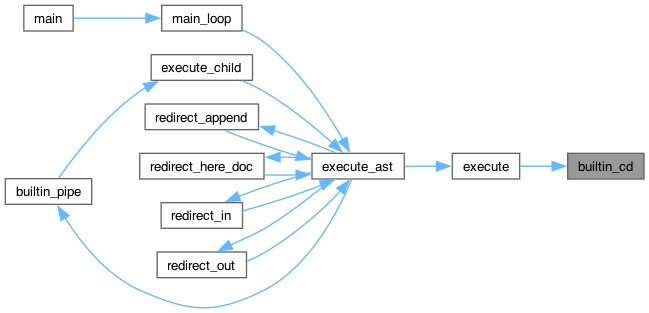 main
main_loop
execute_child
redirect_append
redirect_here_doc
execute_ast
execute
builtin_cd
builtin_pipe
redirect_in
redirect_out